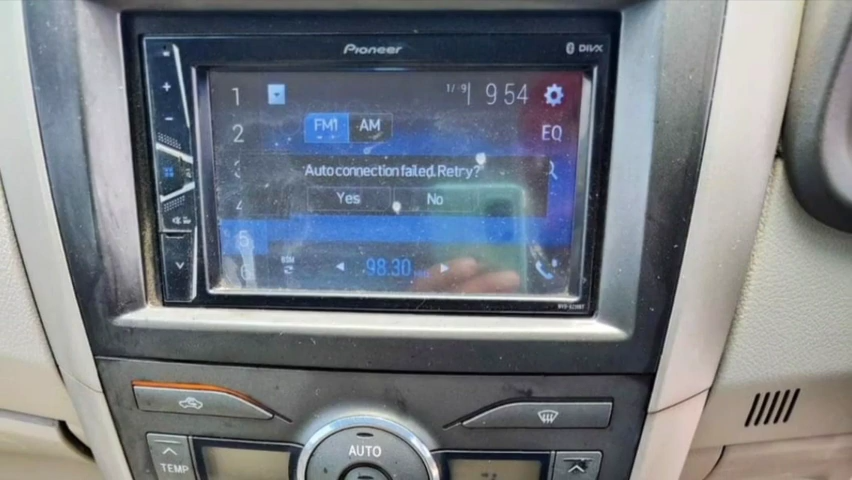 Pioneer
DIVX
1
1/9
9 54
FM1
AM
2
EQ
Auto connection failed. Retry?
Yes
No
5
98.30
6
AUTO
TEMP